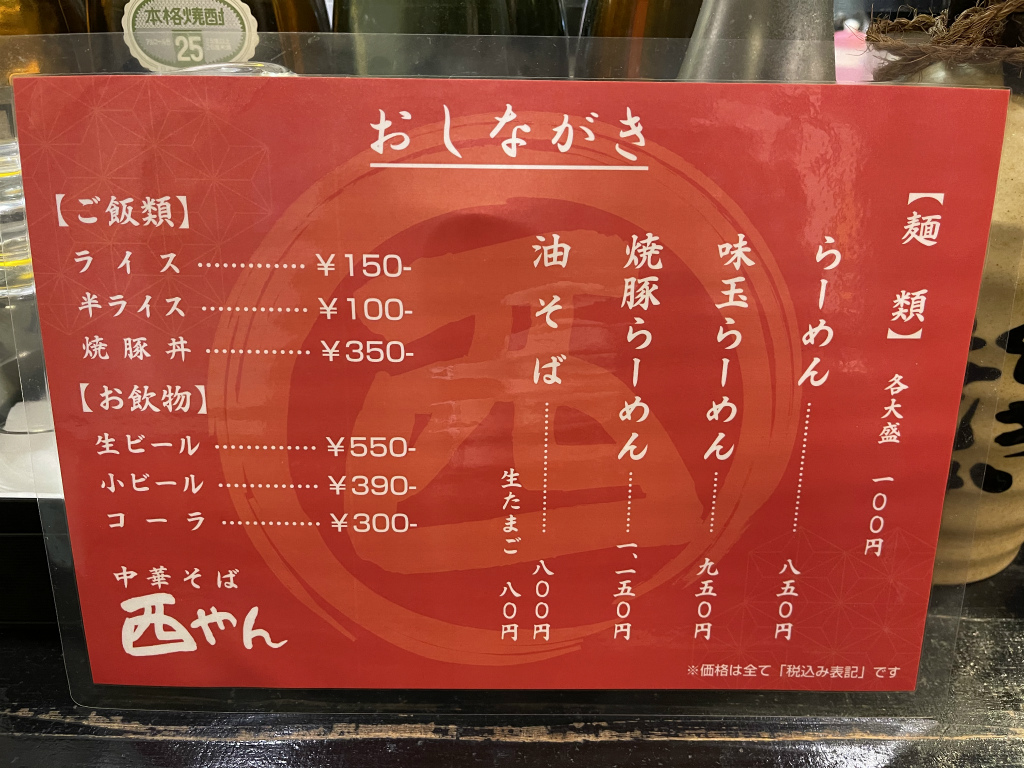 本格焼酎
25
おしながき
【麺類】 各大盛 一〇〇円
らーめん…………八五〇円
味玉らーめん……九五〇円
焼豚らーめん……一、一五〇円
油そば…………八〇〇円
生たまご 八〇円
【ご飯類】
ライス…………￥150-
半ライス…………￥100-
焼豚丼…………￥350-
【お飲物】
生ビール…………￥550-
小ビール…………￥390-
コーラ…………￥300-
中華そば
西やん
※価格は全て「税込み表記」です